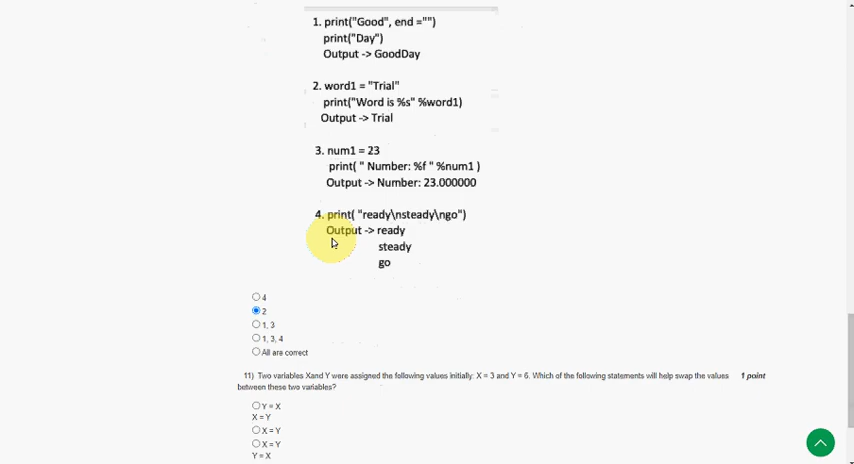 1. print("Good", end ="")
print("Day")
Output -> GoodDay
2. word1 = "Trial"
print("Word is %s" %word1)
Output -> Trial
3. num1 = 23
print( " Number: %f " %num1 )
Output -> Number: 23.000000
4. print( "ready\nsteady\ngo")
Output -> ready
steady
go
4
2
1, 3
1, 3, 4
All are correct
11) Two variables Xand Y were assigned the following values initially: X = 3 and Y = 6. Which of the following statements will help swap the values 1 point
between these two variables?
Y = X
X = Y
X = Y
X = Y
Y = X